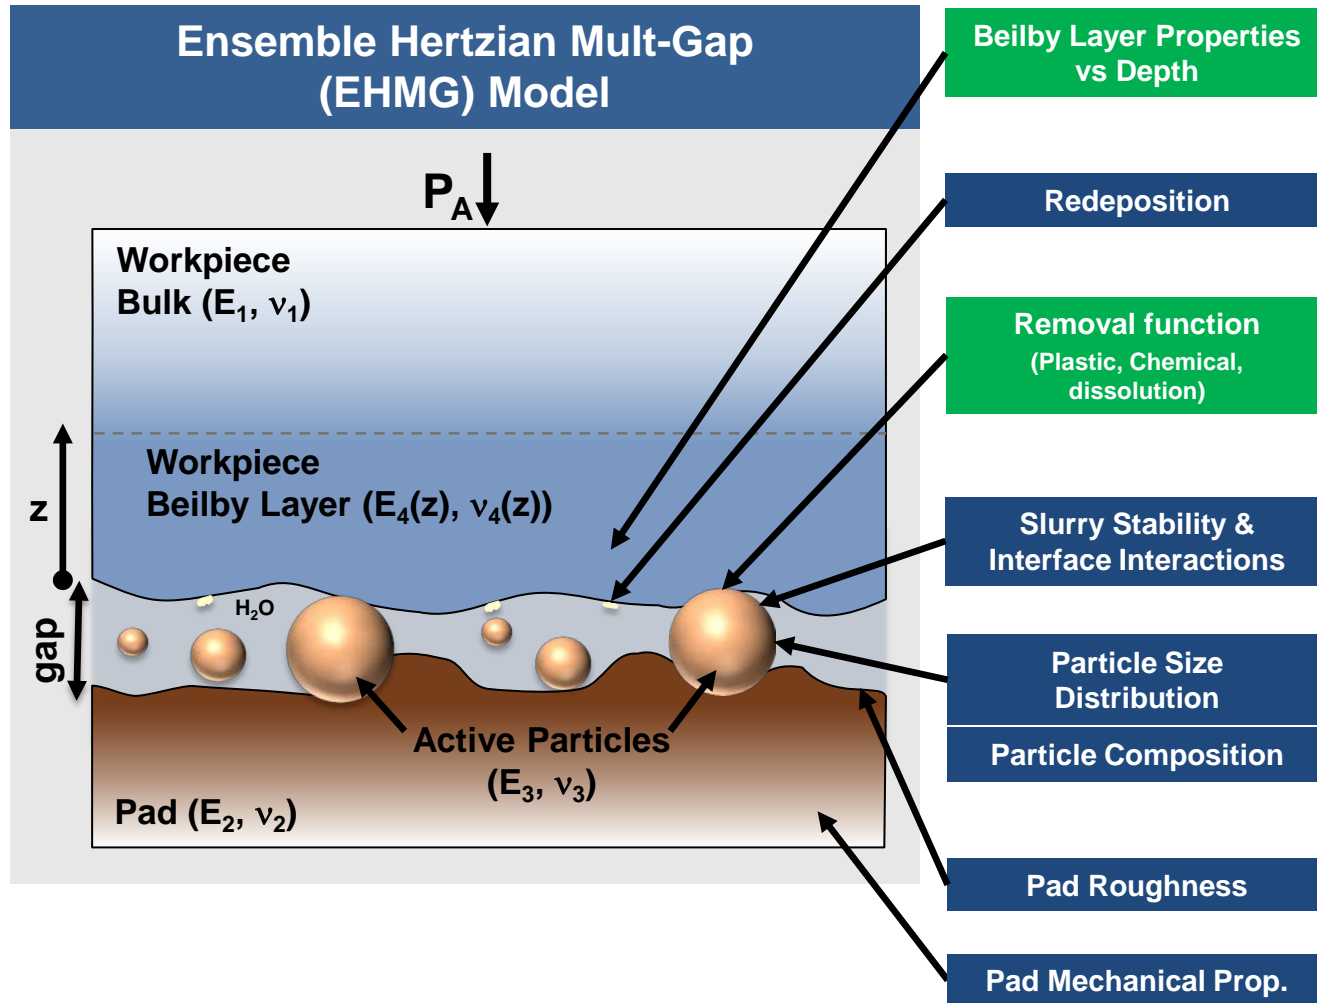 Ensemble Hertzian Mult-Gap
(EHMG) Model
P_A
Workpiece
Bulk (E₁, ν₁)
Workpiece
Beilby Layer (E₄(z), ν₄(z))
z
gap
H₂O
Active Particles
(E₃, ν₃)
Pad (E₂, ν₂)
Beilby Layer Properties
vs Depth
Redeposition
Removal function
(Plastic, Chemical,
dissolution)
Slurry Stability &
Interface Interactions
Particle Size
Distribution
Particle Composition
Pad Roughness
Pad Mechanical Prop.